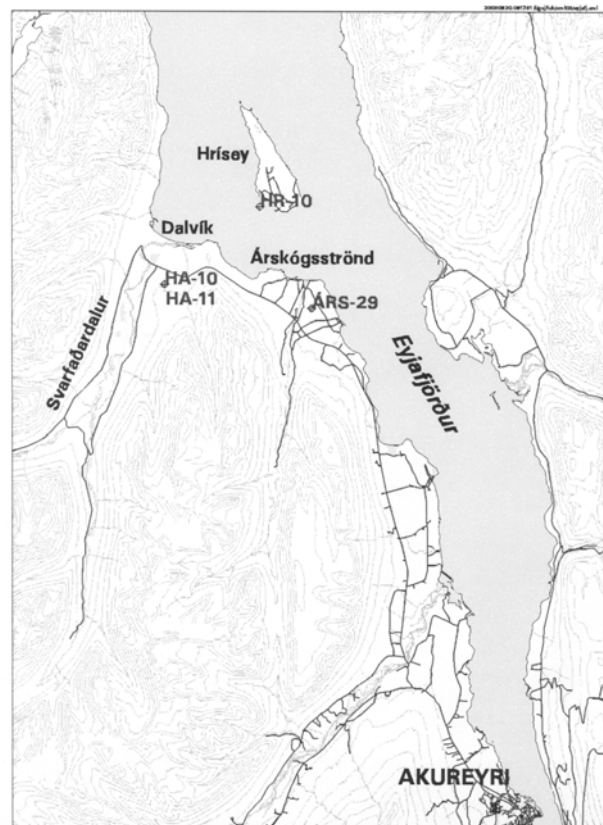 Hrísey
HR-10
Dalvík
Árskógsströnd
HA-10
HA-11
ÁRS-29
Svarfaðardalur
Eyjafjörður
AKUREYRI